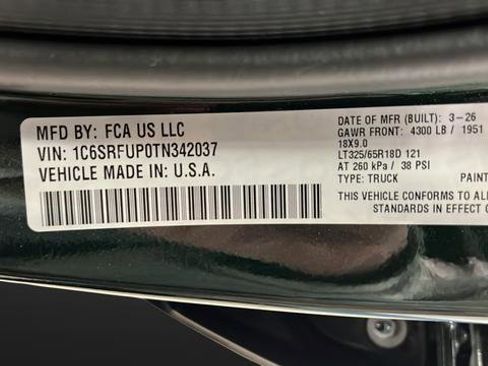 MFD BY: FCA US LLC
VIN: 1C6SRFUP0TN342037
VEHICLE MADE IN: U.S.A.
DATE OF MFR (BUILT): 3-26
GAWR FRONT: 4300 LB / 1951
18X9.0
LT325/65R18D 121
AT 260 kPa / 38 PSI
TYPE: TRUCK PAINT
THIS VEHICLE CONFORMS TO AL
STANDARDS IN EFFECT